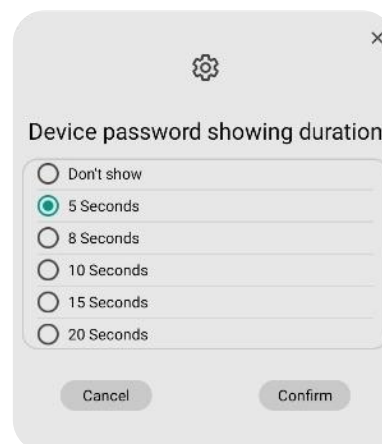 Device password showing duration
Don't show
5 Seconds
8 Seconds
10 Seconds
15 Seconds
20 Seconds
Cancel Confirm